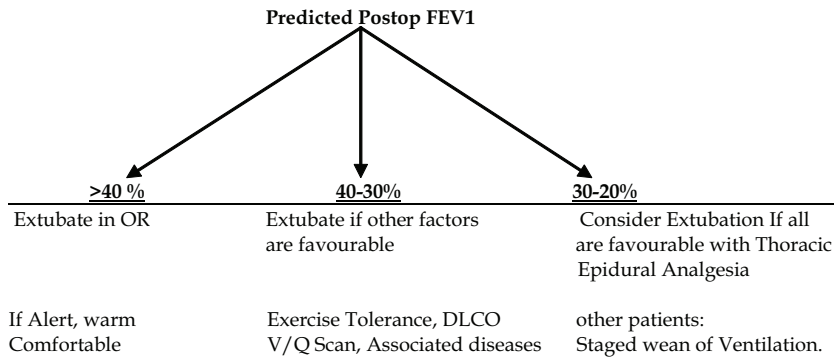 Predicted Postop FEV1
>40 %
40-30%
30-20%
Extubate in OR
Extubate if other factors
are favourable
Consider Extubation If all
are favourable with Thoracic
Epidural Analgesia
If Alert, warm
Comfortable
Exercise Tolerance, DLCO
V/Q Scan, Associated diseases
other patients:
Staged wean of Ventilation.